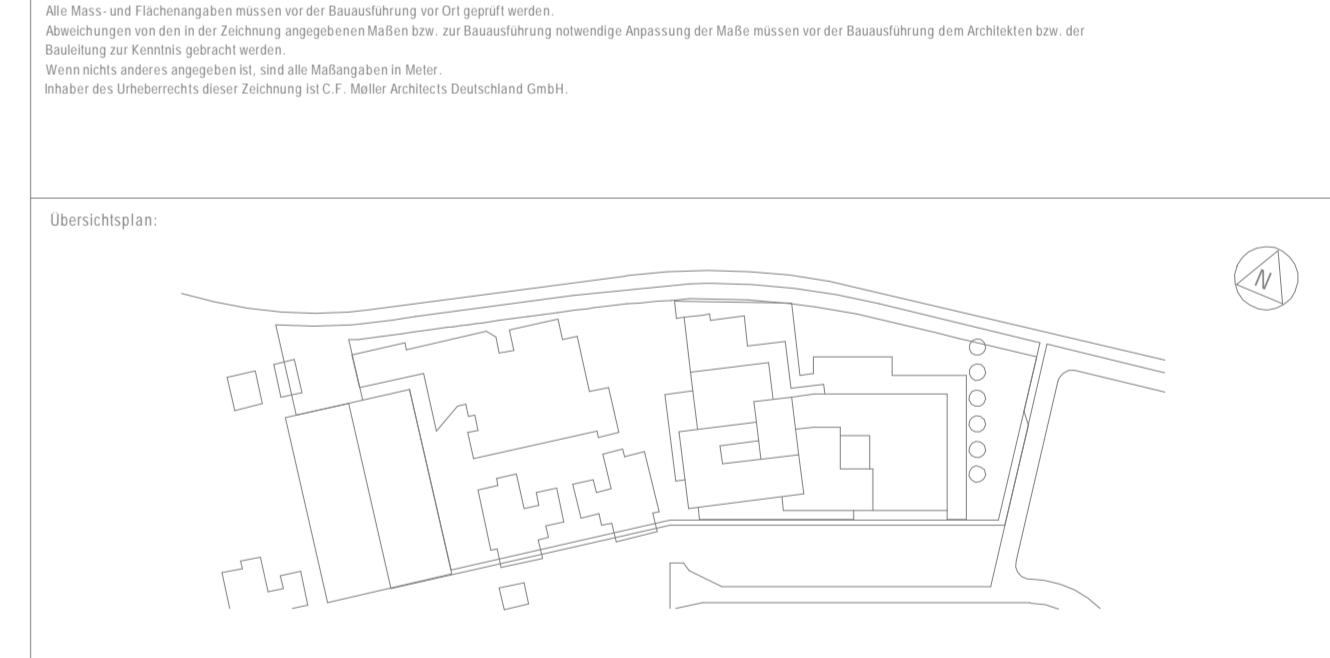 Alle Mass- und Flächenangaben müssen vor der Bauausführung vor Ort geprüft werden.
Abweichungen von den in der Zeichnung angegebenen Maßen bzw. zur Bauausführung notwendige Anpassung der Maße müssen vor der Bauausführung dem Architekten bzw. der
Bauleitung zur Kenntnis gebracht werden.
Wenn nichts anderes angegeben ist, sind alle Maßangaben in Meter.
Inhaber des Urheberrechts dieser Zeichnung ist C.F. Møller Architects Deutschland GmbH.
Übersichtsplan:
N